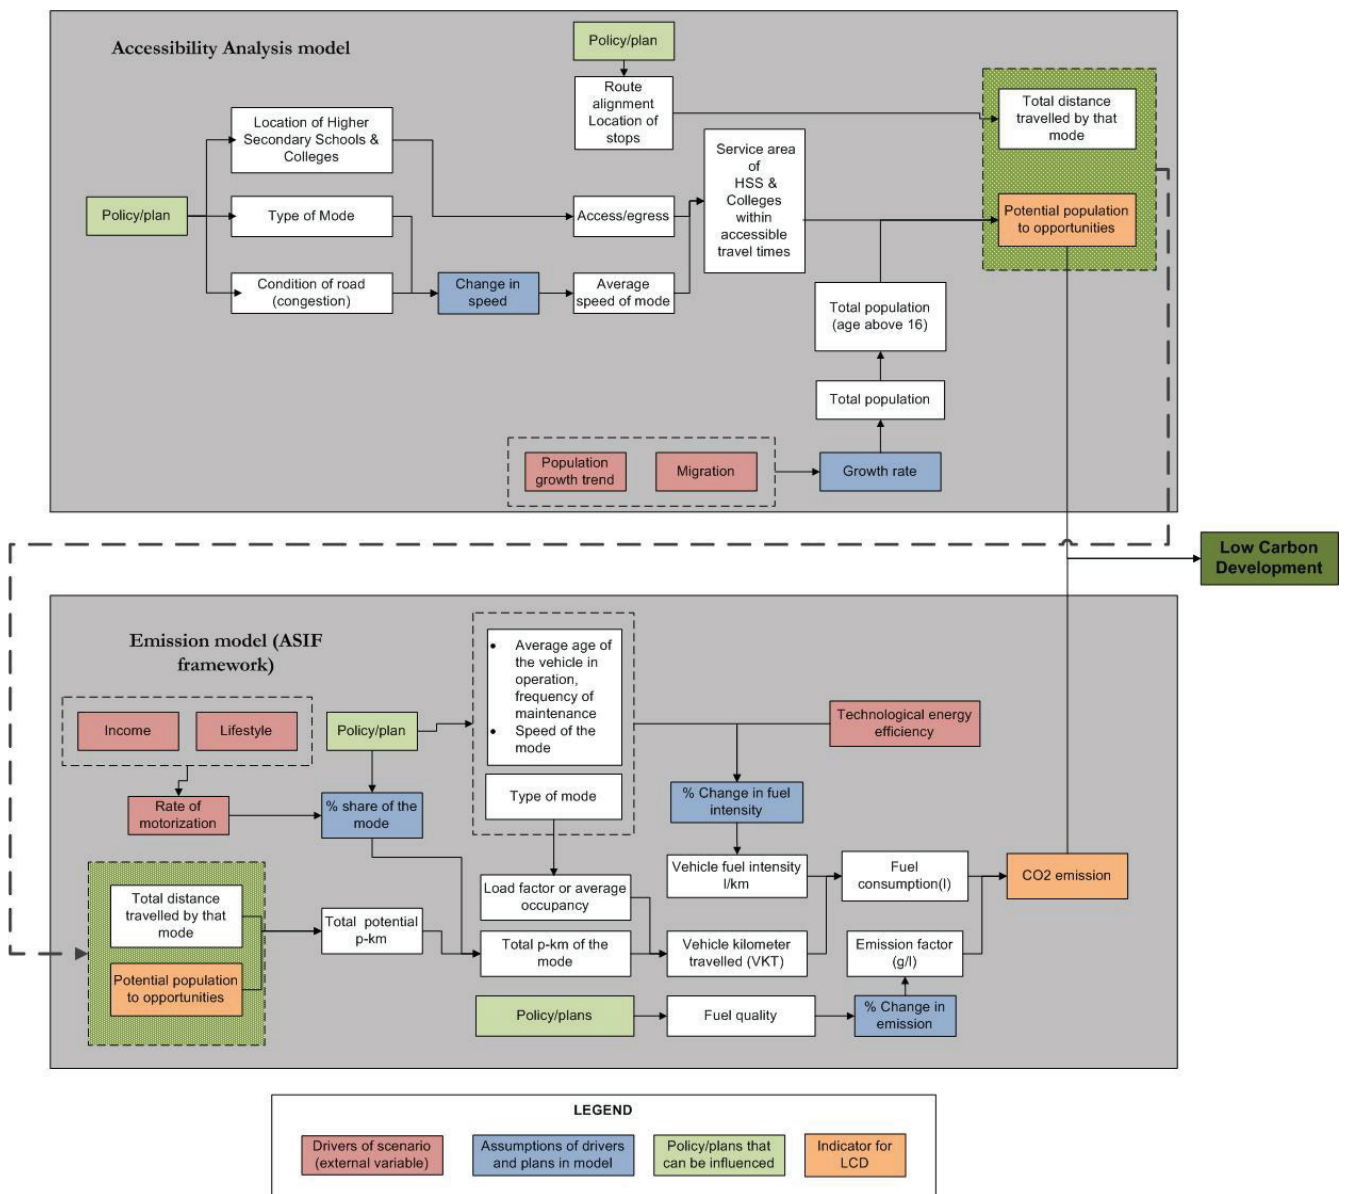 Accessibility Analysis model
Policy/plan
Route
alignment
Location of
stops
Total distance
travelled by that
mode
Location of Higher
Secondary Schools &
Colleges
Service area
of
HSS &
Colleges
within
accessible
travel times
Policy/plan
Type of Mode
Access/egress
Potential population
to opportunities
Condition of road
(congestion)
Change in
speed
Average
speed of mode
Total population
(age above 16)
Total population
Population
growth trend
Migration
Growth rate
Low Carbon
Development
Emission model (ASIF
framework)
• Average age of
the vehicle in
operation,
frequency of
maintenance
• Speed of the
mode
Income
Lifestyle
Policy/plan
Technological energy
efficiency
Type of mode
% Change in fuel
intensity
Rate of
motorization
% share of the
mode
Vehicle fuel intensity
l/km
Fuel
consumption(l)
CO2 emission
Load factor or average
occupancy
Total distance
travelled by that
mode
Total potential
p-km
Total p-km of the
mode
Vehicle kilometer
travelled (VKT)
Emission factor
(g/l)
Potential population
to opportunities
Policy/plans
Fuel quality
% Change in
emission
LEGEND
Drivers of scenario
(external variable)
Assumptions of drivers
and plans in model
Policy/plans that
can be influenced
Indicator for
LCD